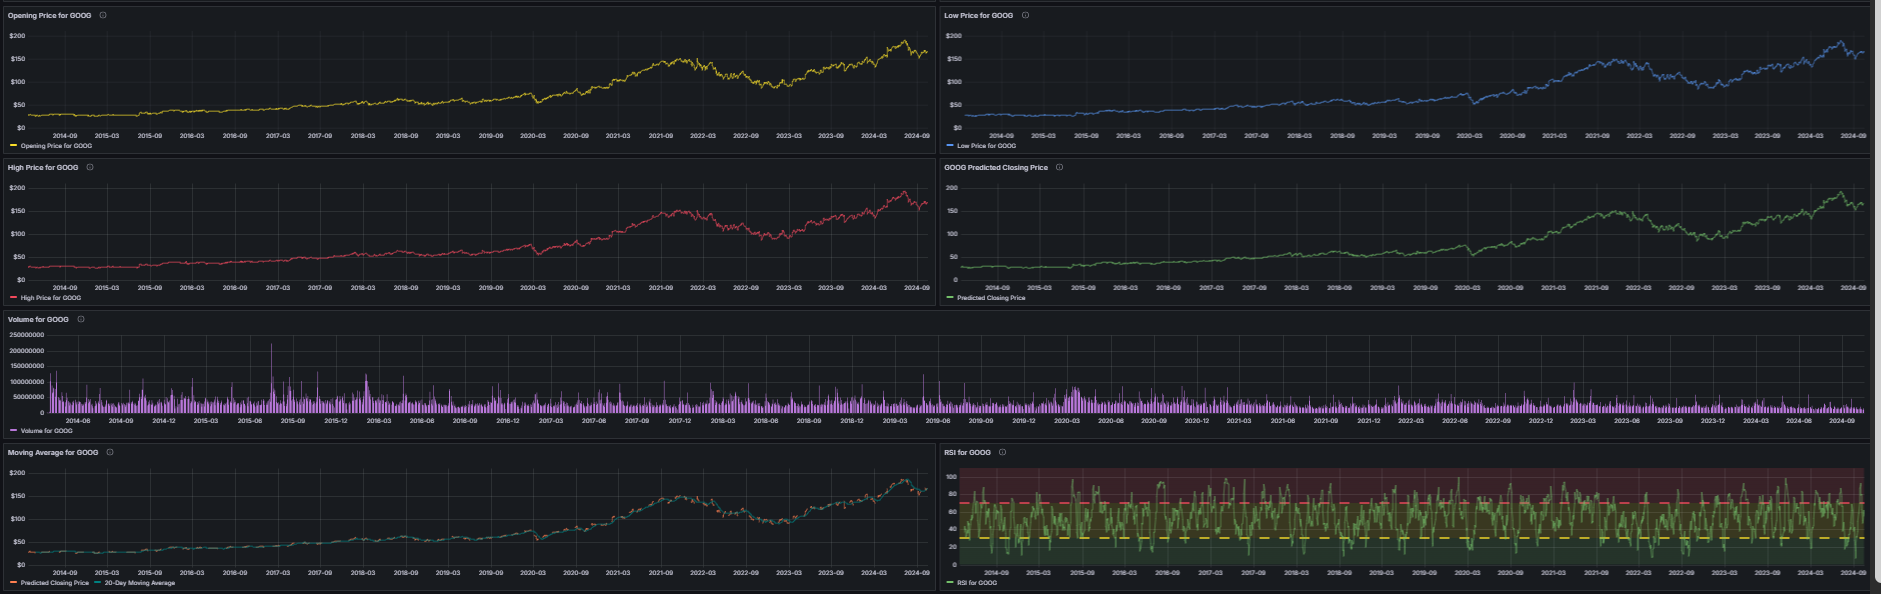 Opening Price for GOOG
$200
$150
$100
$50
$0
2014-09 2015-03 2015-09 2016-03 2016-09 2017-03 2017-09 2018-03 2018-09 2019-03 2019-09 2020-03 2020-09 2021-03 2021-09 2022-03 2022-09 2023-03 2023-09 2024-03 2024-09
Opening Price for GOOG
Low Price for GOOG
$200
$150
$100
$50
$0
2014-09 2015-03 2015-09 2016-03 2016-09 2017-03 2017-09 2018-03 2018-09 2019-03 2019-09 2020-03 2020-09 2021-03 2021-09 2022-03 2022-09 2023-03 2023-09 2024-03 2024-09
Low Price for GOOG
High Price for GOOG
$200
$150
$100
$50
$0
2014-09 2015-03 2015-09 2016-03 2016-09 2017-03 2017-09 2018-03 2018-09 2019-03 2019-09 2020-03 2020-09 2021-03 2021-09 2022-03 2022-09 2023-03 2023-09 2024-03 2024-09
High Price for GOOG
GOOG Predicted Closing Price
200
150
100
50
0
2014-09 2015-03 2015-09 2016-03 2016-09 2017-03 2017-09 2018-03 2018-09 2019-03 2019-09 2020-03 2020-09 2021-03 2021-09 2022-03 2022-09 2023-03 2023-09 2024-03 2024-09
Predicted Closing Price
Volume for GOOG
250000000
200000000
150000000
100000000
50000000
0
2014-06 2014-09 2014-12 2015-03 2015-06 2015-09 2015-12 2016-03 2016-06 2016-09 2016-12 2017-03 2017-06 2017-09 2017-12 2018-03 2018-06 2018-09 2018-12 2019-03 2019-06 2019-09 2019-12 2020-03 2020-06 2020-09 2020-12 2021-03 2021-06 2021-09 2021-12 2022-03 2022-06 2022-09 2022-12 2023-03 2023-06 2023-09 2023-12 2024-03 2024-06 2024-09
Volume for GOOG
Moving Average for GOOG
$200
$150
$100
$50
$0
2014-09 2015-03 2015-09 2016-03 2016-09 2017-03 2017-09 2018-03 2018-09 2019-03 2019-09 2020-03 2020-09 2021-03 2021-09 2022-03 2022-09 2023-03 2023-09 2024-03 2024-09
Predicted Closing Price 20-Day Moving Average
RSI for GOOG
100
80
60
40
20
0
2014-09 2015-03 2015-09 2016-03 2016-09 2017-03 2017-09 2018-03 2018-09 2019-03 2019-09 2020-03 2020-09 2021-03 2021-09 2022-03 2022-09 2023-03 2023-09 2024-03 2024-09
RSI for GOOG